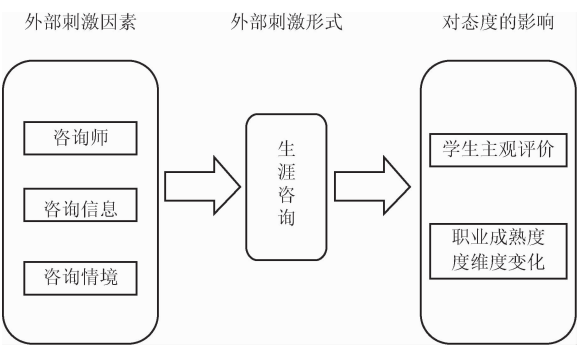 外部刺激因素
外部刺激形式
对态度的影响
咨询师
咨询信息
咨询情境
生
涯
咨
询
学生主观评价
职业成熟度
度维度变化